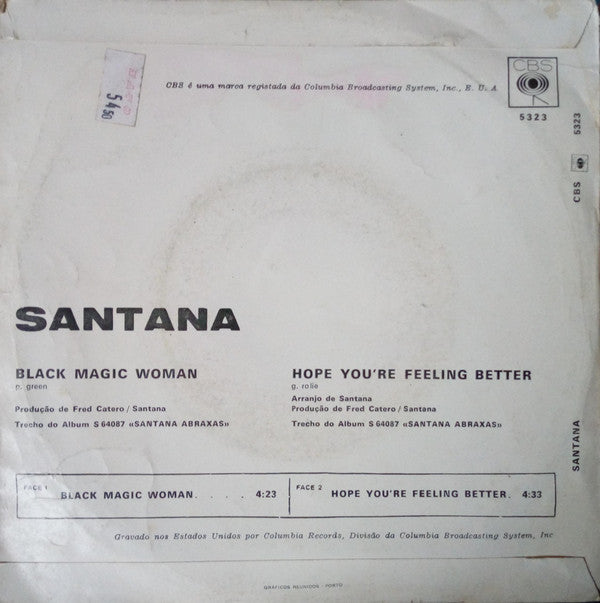 5450
CBS é uma marca registada da Columbia Broadcasting System, Inc., E. U. A.
CBS
5323
CBS 5323
SANTANA
BLACK MAGIC WOMAN
p. green
Produção de Fred Catero / Santana
Trecho do Album S 64087 «SANTANA ABRAXAS»
HOPE YOU'RE FEELING BETTER
g. rolie
Arranjo de Santana
Produção de Fred Catero / Santana
Trecho do Album S 64087 «SANTANA ABRAXAS»
SANTANA
FACE 1
BLACK MAGIC WOMAN. . . . . 4:23
FACE 2
HOPE YOU'RE FEELING BETTER. 4:33
Gravado nos Estados Unidos por Columbia Records, Divisão da Columbia Broadcasting System, Inc
GRÁFICOS REUNIDOS - PORTO